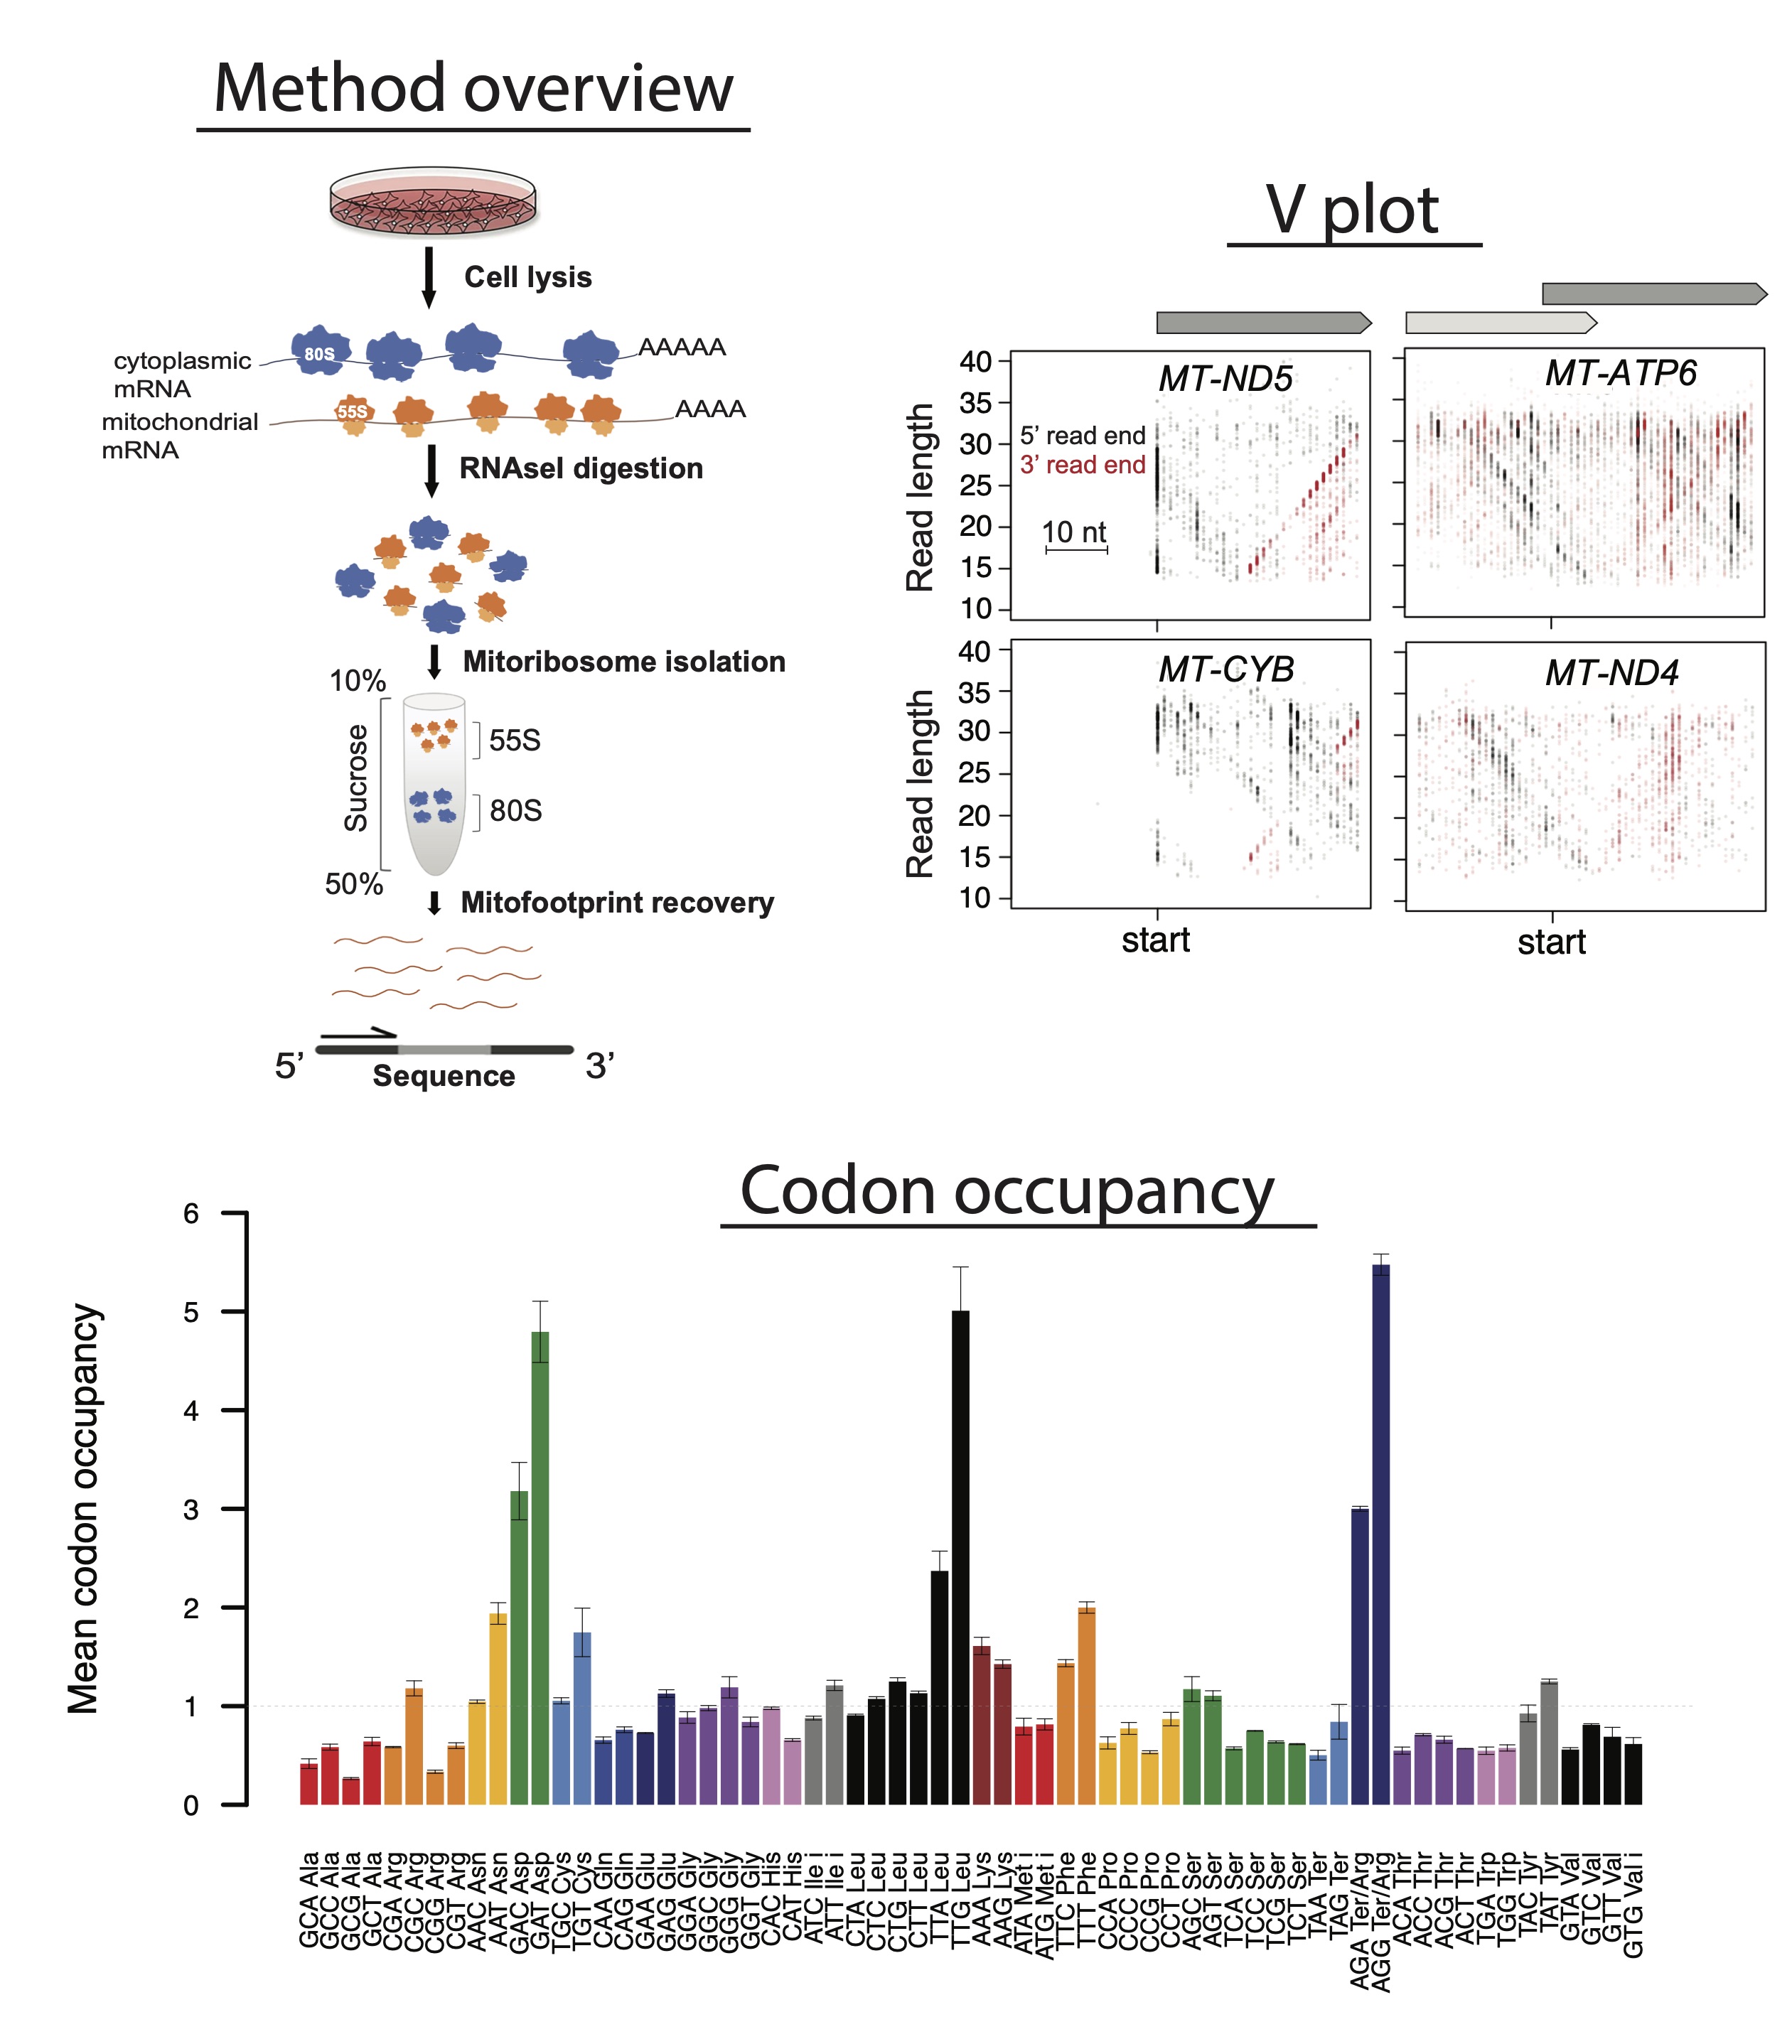 Method overview
Cell lysis
80S
AAAAA
cytoplasmic
mRNA
55S
AAAA
mitochondrial
mRNA
RNAseI digestion
Mitoribosome isolation
10%
Sucrose
55S
80S
50%
Mitofootprint recovery
5’
3’
Sequence
V plot
MT-ND5
MT-ATP6
Read length
40
35
30
25
20
15
10
5’ read end
3’ read end
10 nt
MT-CYB
MT-ND4
Read length
40
35
30
25
20
15
10
start
start
Codon occupancy
Mean codon occupancy
6
5
4
3
2
1
0
GCA Ala
GCC Ala
GCG Ala
GCT Ala
CGA Arg
CGC Arg
CGG Arg
CGT Arg
AAC Asn
AAT Asn
GAC Asp
GAT Asp
TGC Cys
TGT Cys
CAA Gln
CAG Gln
GAA Glu
GAG Glu
GGA Gly
GGC Gly
GGG Gly
GGT Gly
CAC His
CAT His
ATC Ile i
ATT Ile i
CTA Leu
CTC Leu
CTG Leu
CTT Leu
TTA Leu
TTG Leu
AAA Lys
AAG Lys
ATA Met i
ATG Met i
TTC Phe
TTT Phe
CCA Pro
CCC Pro
CCG Pro
CCT Pro
AGC Ser
AGT Ser
TCA Ser
TCC Ser
TCG Ser
TCT Ser
TAA Ter
TAG Ter
AGA Ter/Arg
AGG Ter/Arg
ACA Thr
ACC Thr
ACG Thr
ACT Thr
TGA Trp
TGG Trp
TAC Tyr
TAT Tyr
GTA Val
GTC Val
GTT Val
GTG Val i